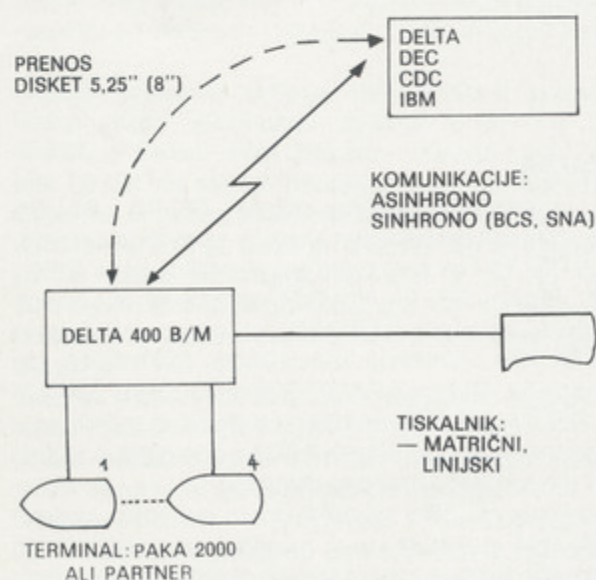 PRENOS
DISKET 5,25" (8")
DELTA
DEC
CDC
IBM
KOMUNIKACIJE:
ASINHRONO
SINHRONO (BCS, SNA)
DELTA 400 B/M
TISKALNIK:
— MATRIČNI,
LINIJSKI
1
4
TERMINAL: PAKA 2000
ALI PARTNER